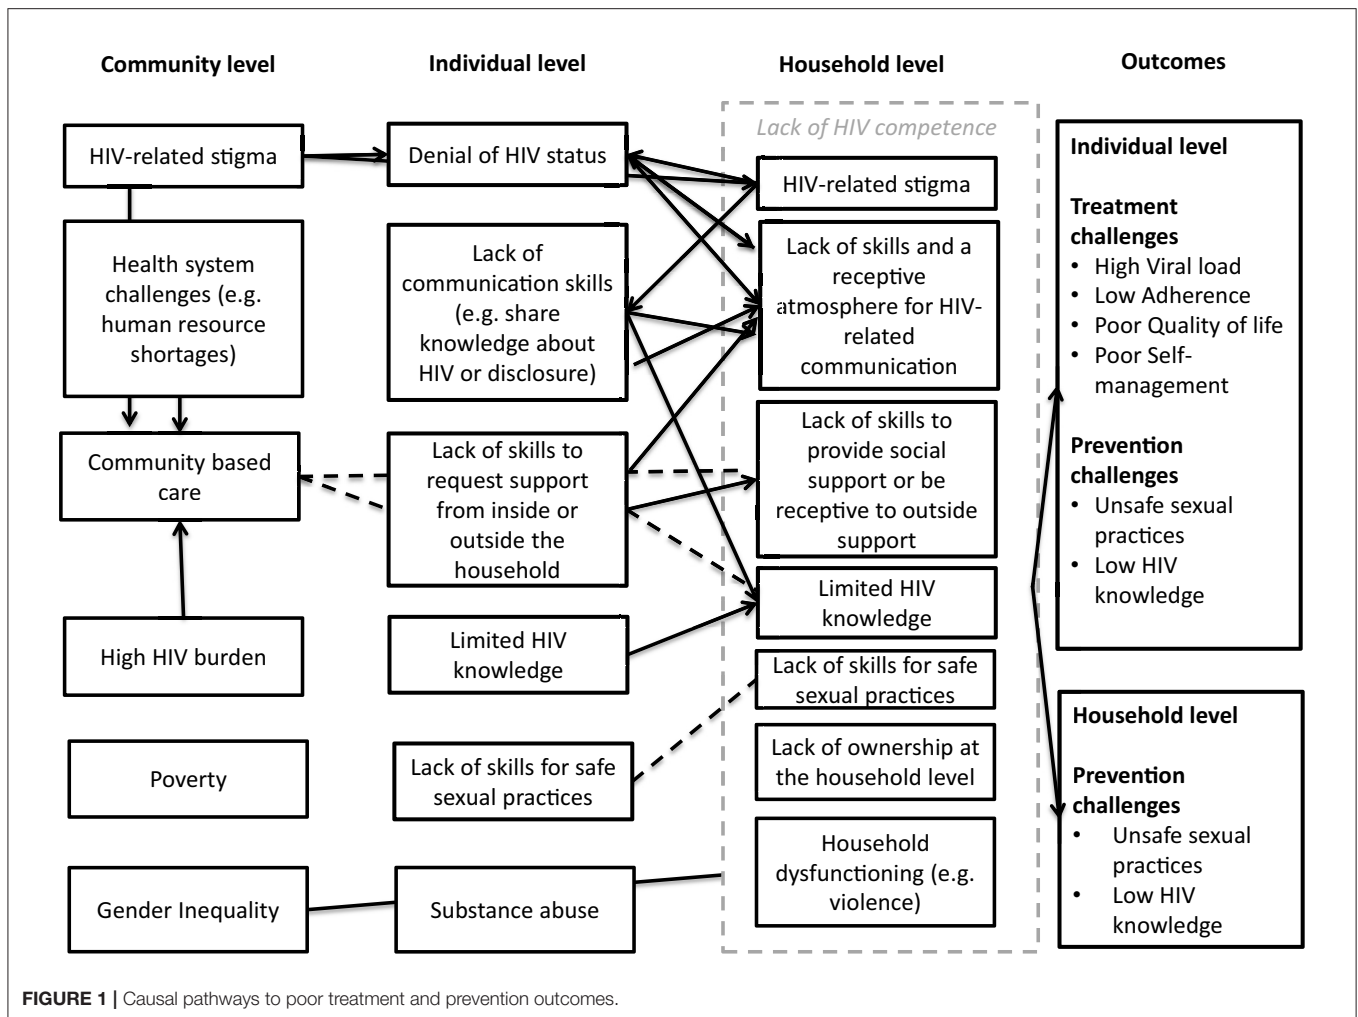 Community level
Individual level
Household level
Outcomes
HIV-related stigma
Health system
challenges (e.g.
human resource
shortages)
Community based
care
High HIV burden
Poverty
Gender Inequality
Denial of HIV status
Lack of
communication skills
(e.g. share
knowledge about
HIV or disclosure)
Lack of skills to
request support
from inside or
outside the
household
Limited HIV
knowledge
Lack of skills for safe
sexual practices
Substance abuse
Lack of HIV competence
HIV-related stigma
Lack of skills and a
receptive
atmosphere for HIV-
related
communication
Lack of skills to
provide social
support or be
receptive to outside
support
Limited HIV
knowledge
Lack of skills for safe
sexual practices
Lack of ownership at
the household level
Household
dysfunctioning (e.g.
violence)
Individual level
Treatment
challenges
• High Viral load
• Low Adherence
• Poor Quality of life
• Poor Self-
management
Prevention
challenges
• Unsafe sexual
practices
• Low HIV
knowledge
Household level
Prevention
challenges
• Unsafe sexual
practices
• Low HIV
knowledge
FIGURE 1 | Causal pathways to poor treatment and prevention outcomes.